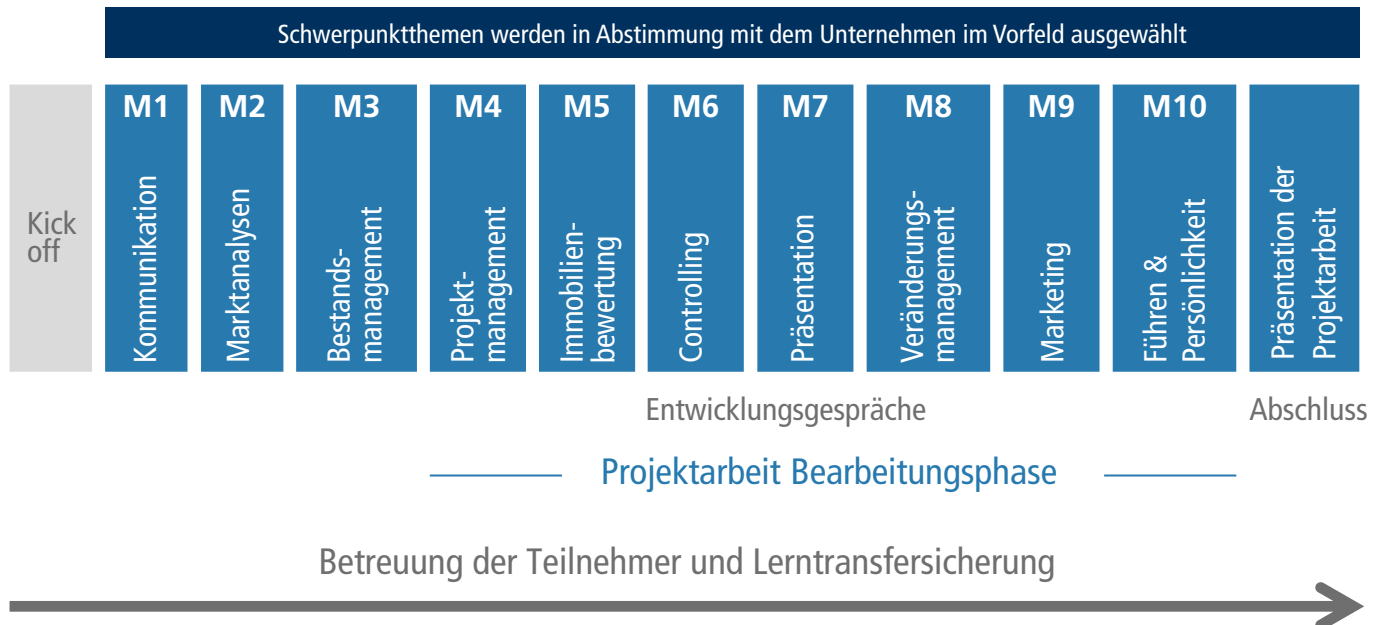 Schwerpunktthemen werden in Abstimmung mit dem Unternehmen im Vorfeld ausgewählt
Kick
off
M1
Kommunikation
M2
Marktanalysen
M3
Bestands-
management
M4
Projekt-
management
M5
Immobilien-
bewertung
M6
Controlling
M7
Präsentation
M8
Veränderungs-
management
M9
Marketing
M10
Führen &
Persönlichkeit
Präsentation der
Projektarbeit
Entwicklungsgespräche
Abschluss
Projektarbeit Bearbeitungsphase
Betreuung der Teilnehmer und Lerntransfersicherung